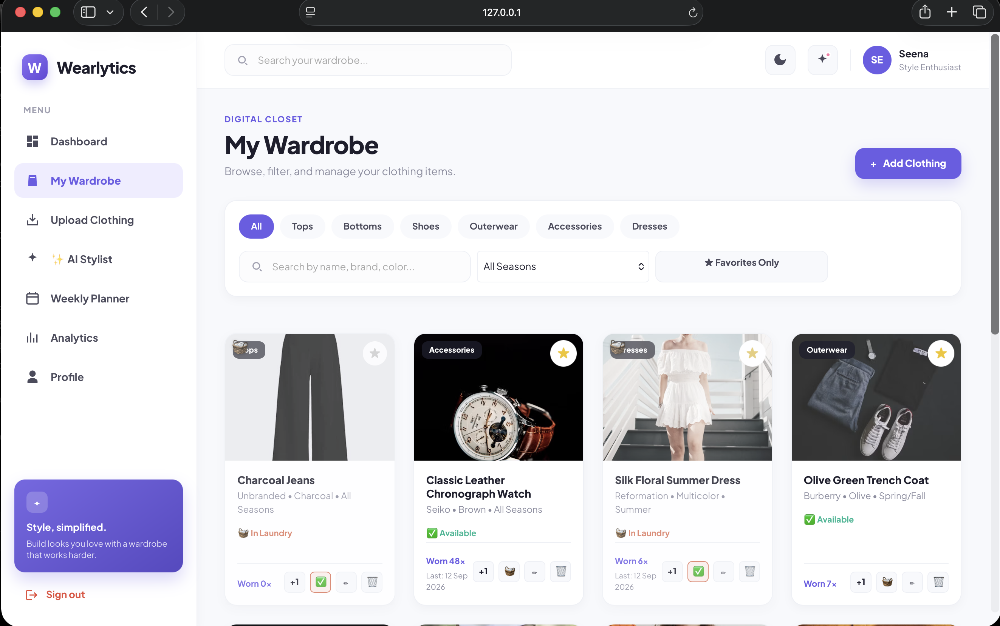 127.0.0.1
W Wearlytics
MENU
Dashboard
My Wardrobe
Upload Clothing
✨ AI Stylist
Weekly Planner
Analytics
Profile
Style, simplified.
Build looks you love with a wardrobe
that works harder.
Sign out
Search your wardrobe...
SE
Seena
Style Enthusiast
DIGITAL CLOSET
My Wardrobe
Browse, filter, and manage your clothing items.
+ Add Clothing
All
Tops
Bottoms
Shoes
Outerwear
Accessories
Dresses
Search by name, brand, color...
All Seasons
★ Favorites Only
ops
Charcoal Jeans
Unbranded • Charcoal • All
Seasons
🧺 In Laundry
Worn 0×
+1
Accessories
Classic Leather
Chronograph Watch
Seiko • Brown • All Seasons
✅ Available
Worn 48×
Last: 12 Sep
2026
+1
resses
Silk Floral Summer Dress
Reformation • Multicolor •
Summer
🧺 In Laundry
Worn 6×
Last: 12 Sep
2026
+1
Outerwear
PLAY
Olive Green Trench Coat
Burberry • Olive • Spring/Fall
✅ Available
Worn 7×
+1